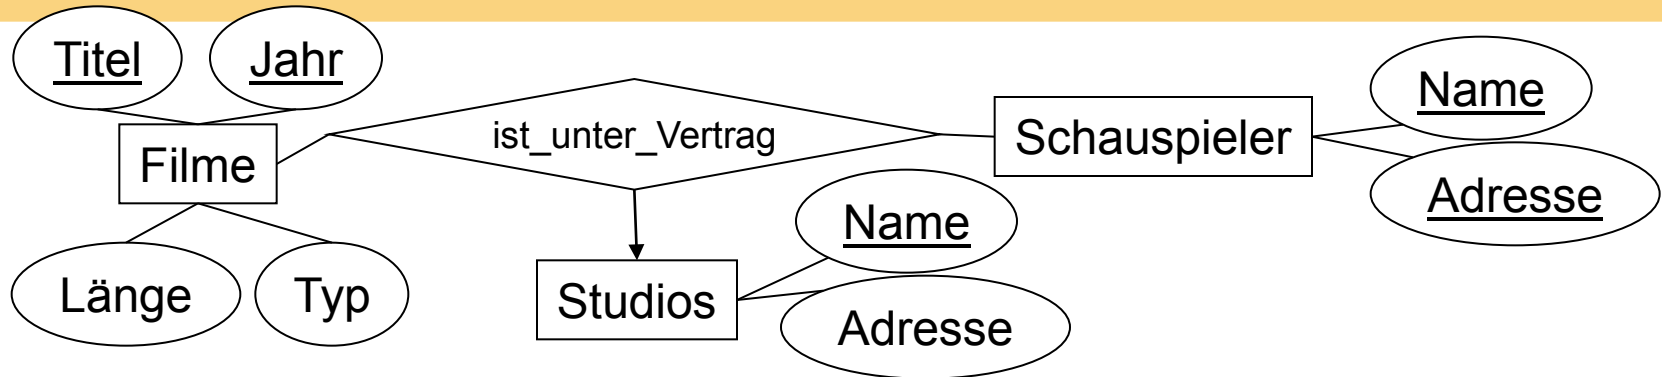 Titel
Jahr
Name
ist_unter_Vertrag
Schauspieler
Filme
Adresse
Name
Länge
Typ
Studios
Adresse